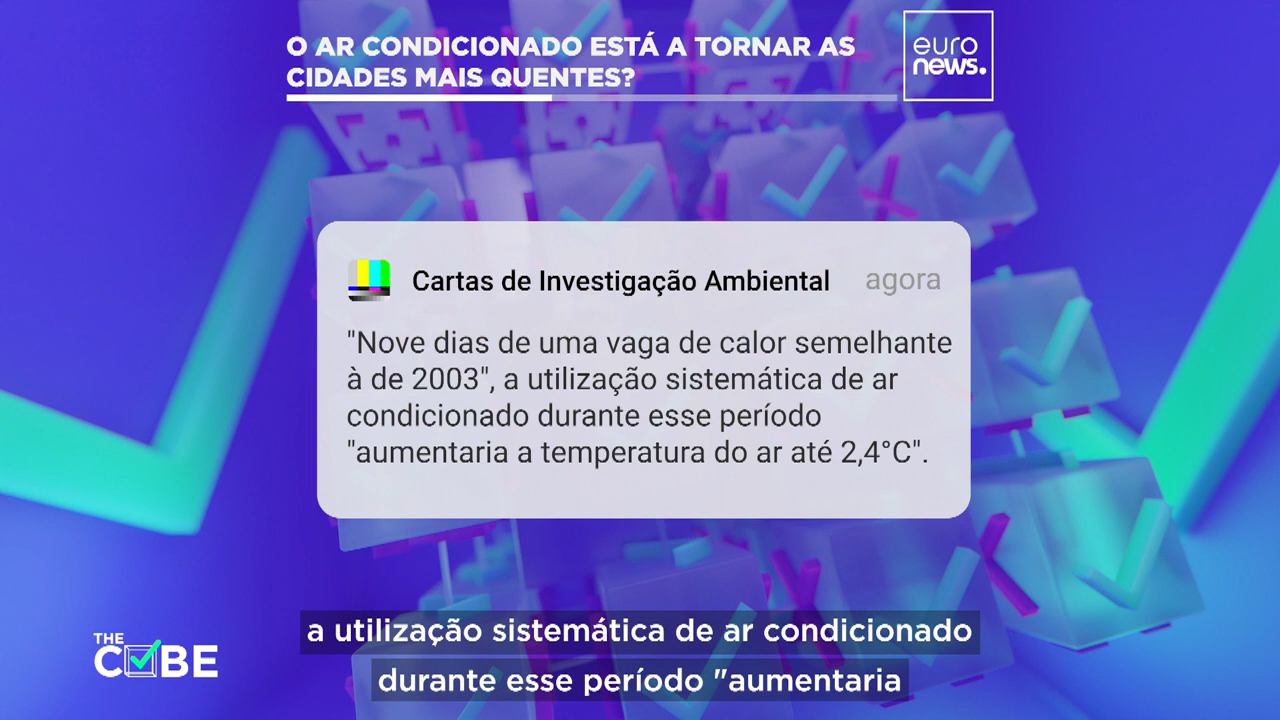 O AR CONDICIONADO ESTÁ A TORNAR AS
CIDADES MAIS QUENTES?
euro
news.
Cartas de Investigação Ambiental agora
"Nove dias de uma vaga de calor semelhante
à de 2003", a utilização sistemática de ar
condicionado durante esse período
"aumentaria a temperatura do ar até 2,4°C".
a utilização sistemática de ar condicionado
durante esse período "aumentaria
THE
CUBE